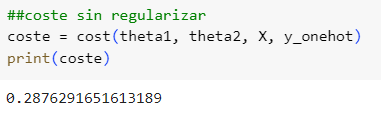 ##coste sin regularizar
coste = cost(theta1, theta2, X, y_onehot)
print(coste)
0.2876291651613189